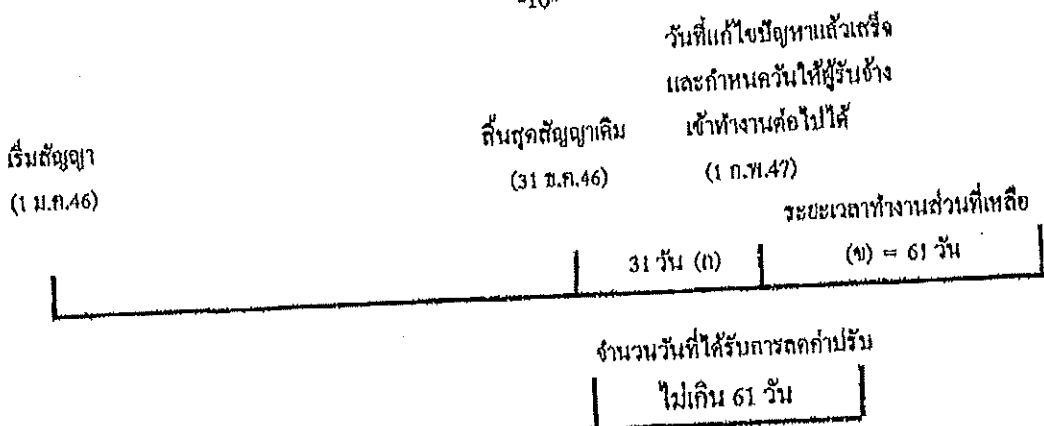 -10-
วันที่แก้ไขปัญหาแล้วเสร็จ
และกำหนดวันให้ผู้รับจ้าง
เริ่มสัญญา
สิ้นสุดสัญญาเดิม
เข้าทำงานต่อไปได้
(1 ม.ค.46)
(31 ธ.ค.46)
(1 ก.พ.47)
ระยะเวลาทำงานส่วนที่เหลือ
31 วัน (ก)
(ข) = 61 วัน
จำนวนวันที่ได้รับการลดค่าปรับ
ไม่เกิน 61 วัน